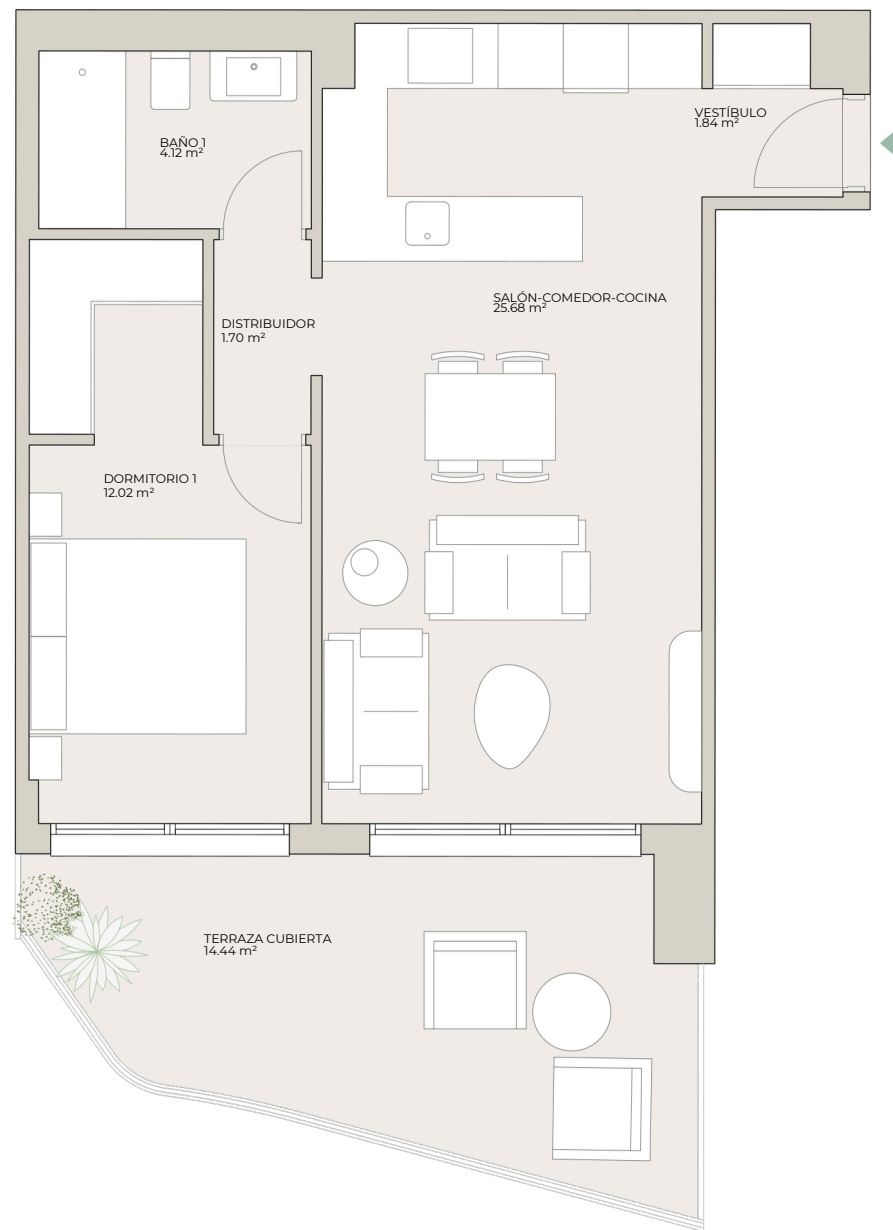 VESTÍBULO
1.84 m²
BAÑO 1
4.12 m²
SALÓN-COMEDOR-COCINA
25.68 m²
DISTRIBUIDOR
1.70 m²
DORMITORIO 1
12.02 m²
TERRAZA CUBIERTA
14.44 m²